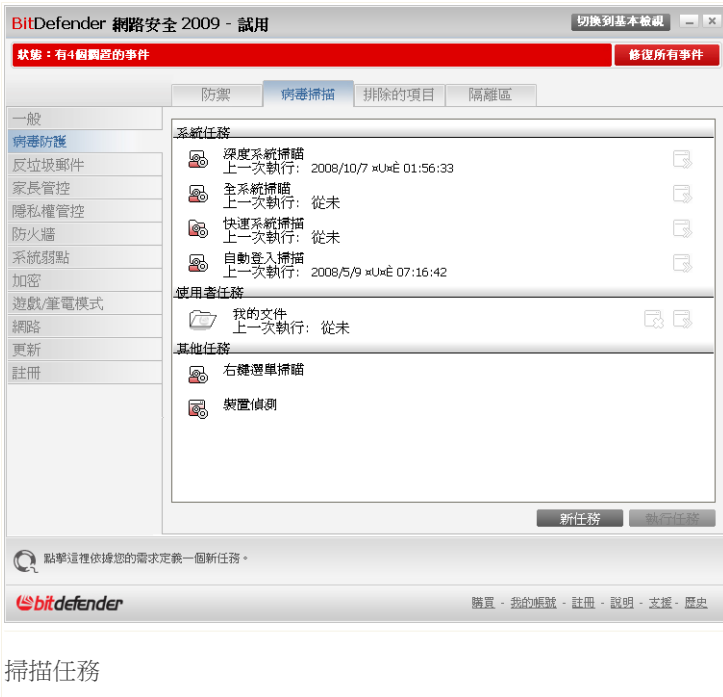 BitDefender 網路安全 2009 - 試用
切換到基本檢視
狀態：有4個擱置的事件
修復所有事件
防禦
病毒掃描
排除的項目
隔離區
一般
病毒防護
反垃圾郵件
家長管控
隱私權管控
防火牆
系統弱點
加密
遊戲/筆電模式
網路
更新
註冊
系統任務
深度系統掃瞄
上一次執行: 2008/10/7 ¤U¤È 01:56:33
全系統掃瞄
上一次執行: 從未
快速系統掃描
上一次執行: 從未
自動登入掃描
上一次執行: 2008/5/9 ¤U¤È 07:16:42
使用者任務
我的文件
上一次執行: 從未
其他任務
右鍵選單掃瞄
裝置偵測
新任務
執行任務
點擊這裡依據您的需求定義一個新任務。
bitdefender
購買 - 我的帳號 - 註冊 - 說明 - 支援 - 歷史
掃描任務